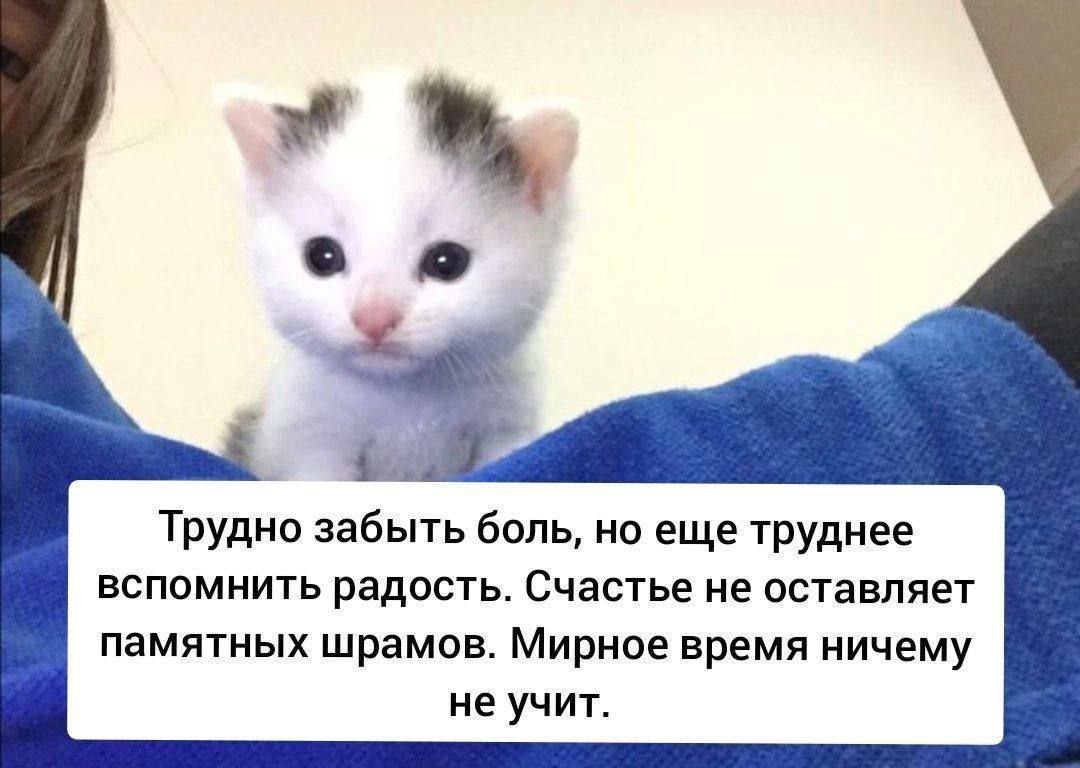 Трудно забыть боль, но еще труднее
вспомнить радость. Счастье не оставляет
памятных шрамов. Мирное время ничему
не учит.